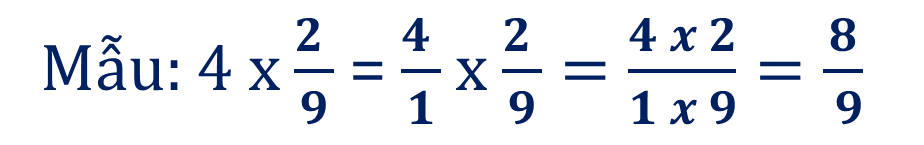 Mẫu: 4 x 2/9 = 4/1 x 2/9 = 4 x 2/1 x 9 = 8/9